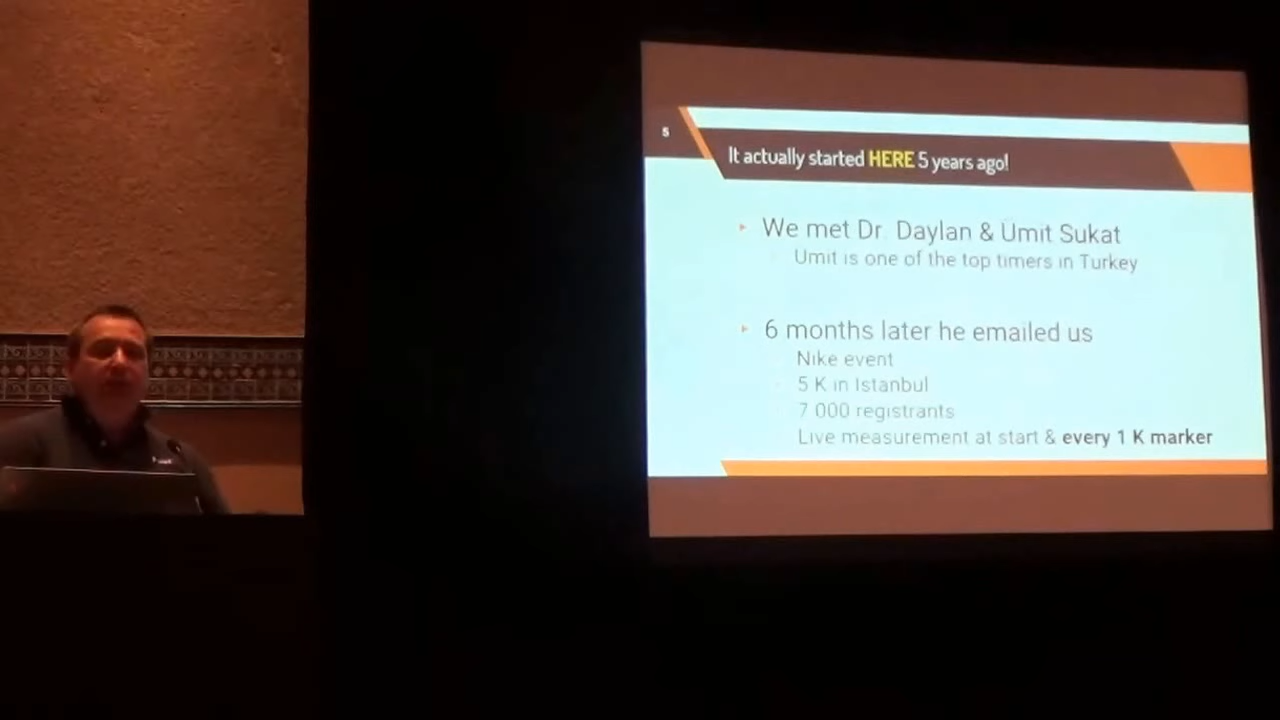 5
It actually started HERE 5 years ago!
We met Dr. Daylan & Ümit Sukat
Umit is one of the top timers in Turkey
6 months later he emailed us
Nike event
5 K in Istanbul
7 000 registrants
Live measurement at start & every 1 K marker